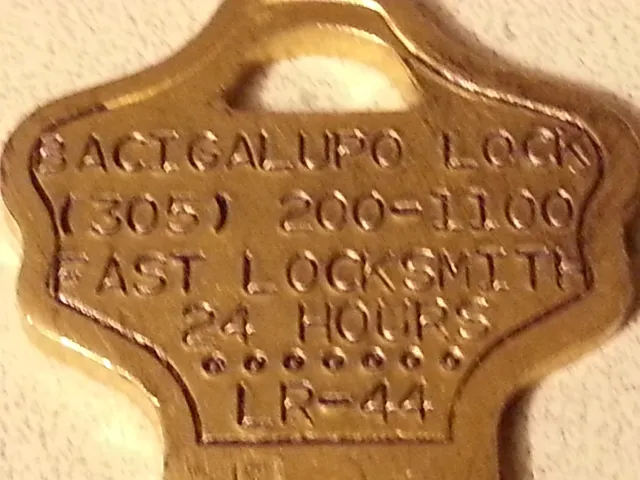 BACIGALUPO LOCK
(305) 200-1100
FAST LOCKSMITH
24 HOURS
•••••••
LR-44